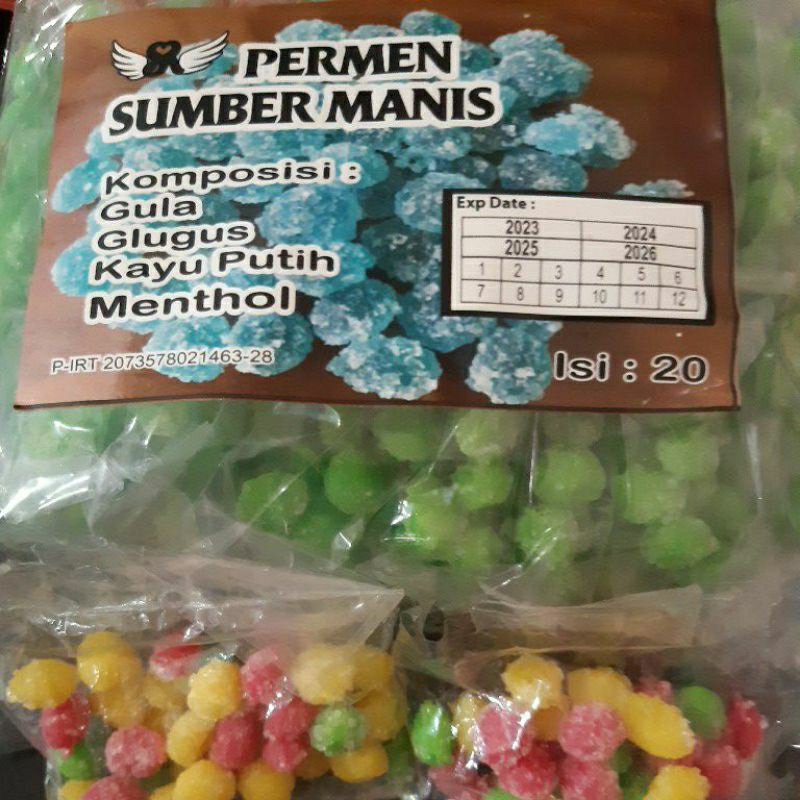 PERMEN
SUMBER MANIS
Komposisi :
Gula
Glugus
Kayu Putih
Menthol
Exp Date :
2023 2024
2025 2026
1 2 3 4 5 6
7 8 9 10 11 12
P-IRT 2073578021463-28
Isi : 20